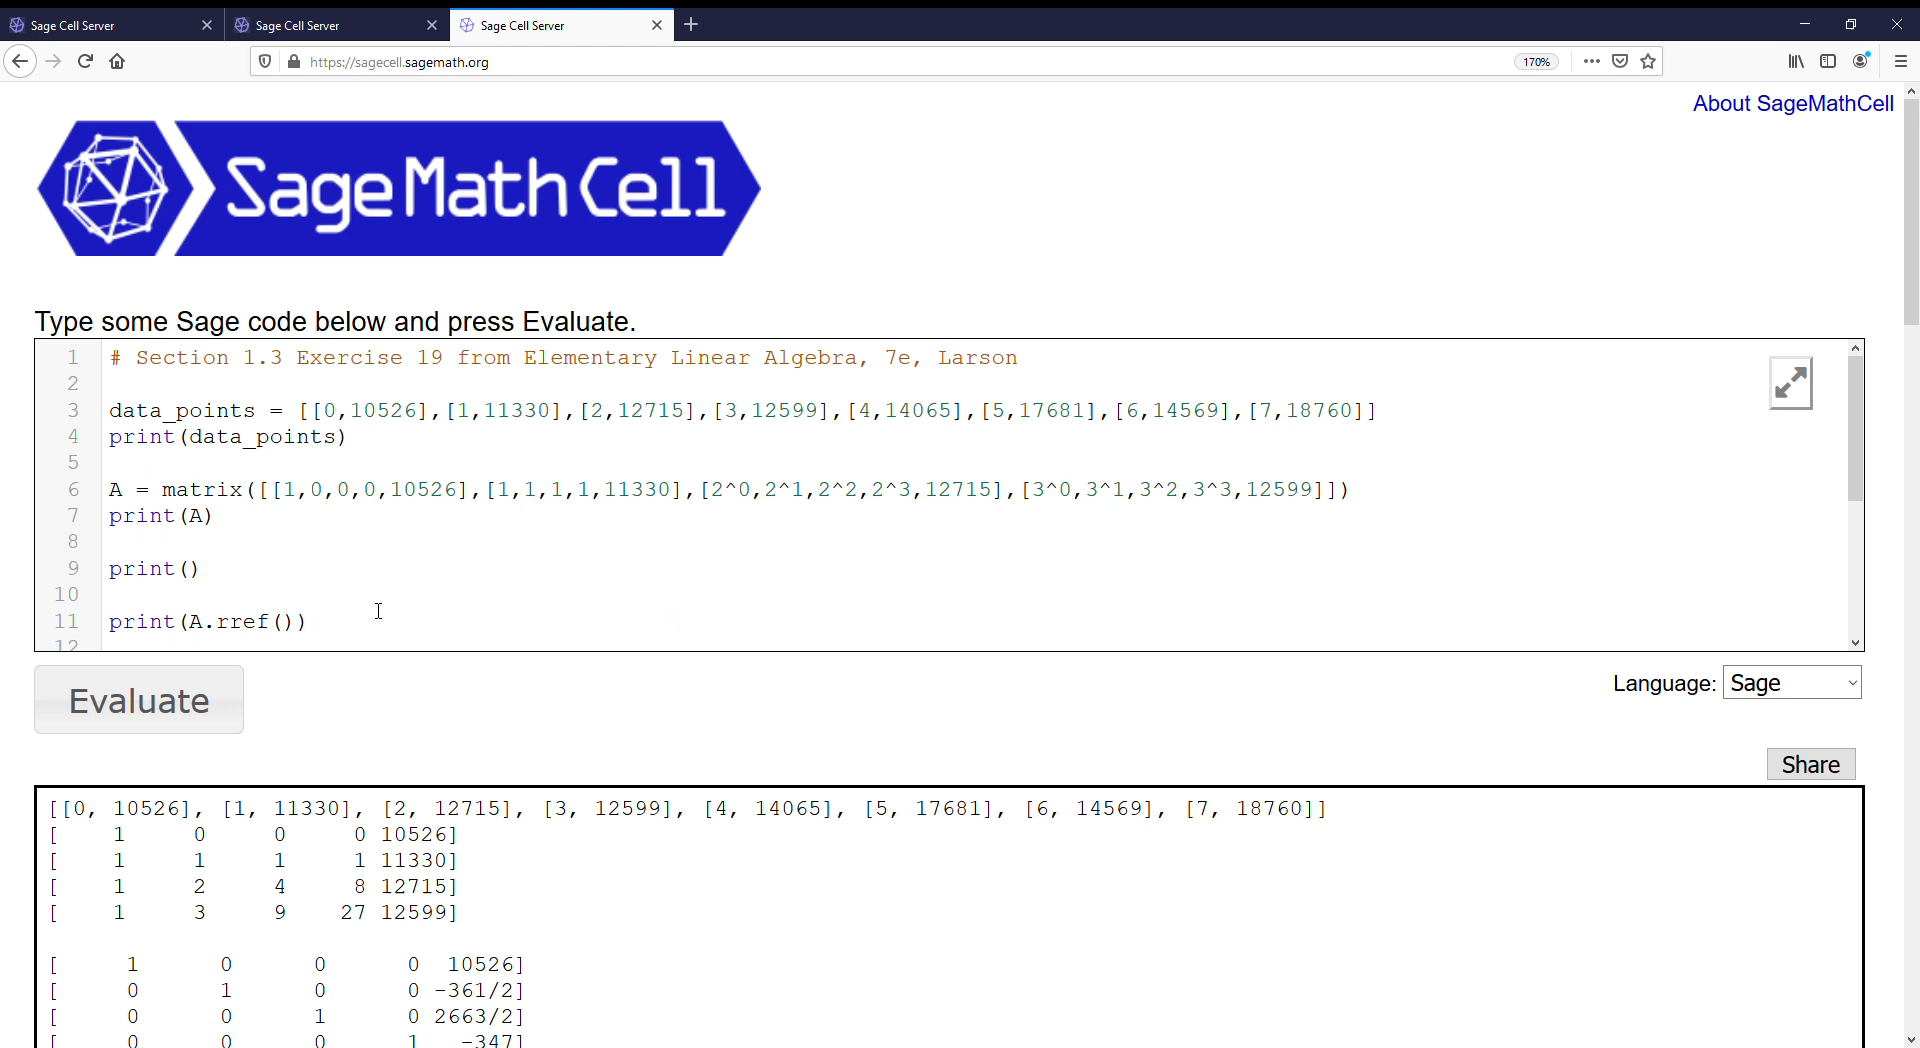 Sage Cell Server
Sage Cell Server
Sage Cell Server
https://sagecell.sagemath.org
170%
About SageMathCell
SageMathCell
Type some Sage code below and press Evaluate.
1 # Section 1.3 Exercise 19 from Elementary Linear Algebra, 7e, Larson
2
3 data_points = [[0,10526],[1,11330],[2,12715],[3,12599],[4,14065],[5,17681],[6,14569],[7,18760]]
4 print(data_points)
5
6 A = matrix([[1,0,0,0,10526],[1,1,1,1,11330],[2^0,2^1,2^2,2^3,12715],[3^0,3^1,3^2,3^3,12599]])
7 print(A)
8
9 print()
10
11 print(A.rref())
12
Evaluate
Language: Sage
Share
[[0, 10526], [1, 11330], [2, 12715], [3, 12599], [4, 14065], [5, 17681], [6, 14569], [7, 18760]]
[ 1 0 0 0 10526]
[ 1 1 1 1 11330]
[ 1 2 4 8 12715]
[ 1 3 9 27 12599]
[ 1 0 0 0 10526]
[ 0 1 0 0 -361/2]
[ 0 0 1 0 2663/2]
[ 0 0 0 1 -347]